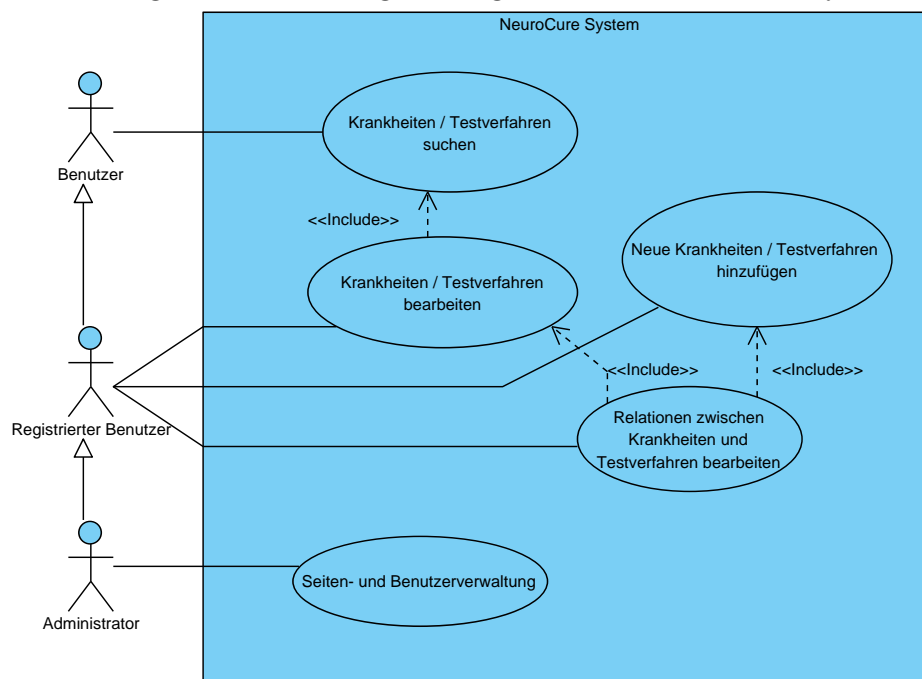 NeuroCure System
Krankheiten / Testverfahren
suchen
Benutzer
<<Include>>
Neue Krankheiten / Testverfahren
hinzufügen
Krankheiten / Testverfahren
bearbeiten
<<Include>>
<<Include>>
Registrierter Benutzer
Relationen zwischen
Krankheiten und
Testverfahren bearbeiten
Seiten- und Benutzerverwaltung
Administrator